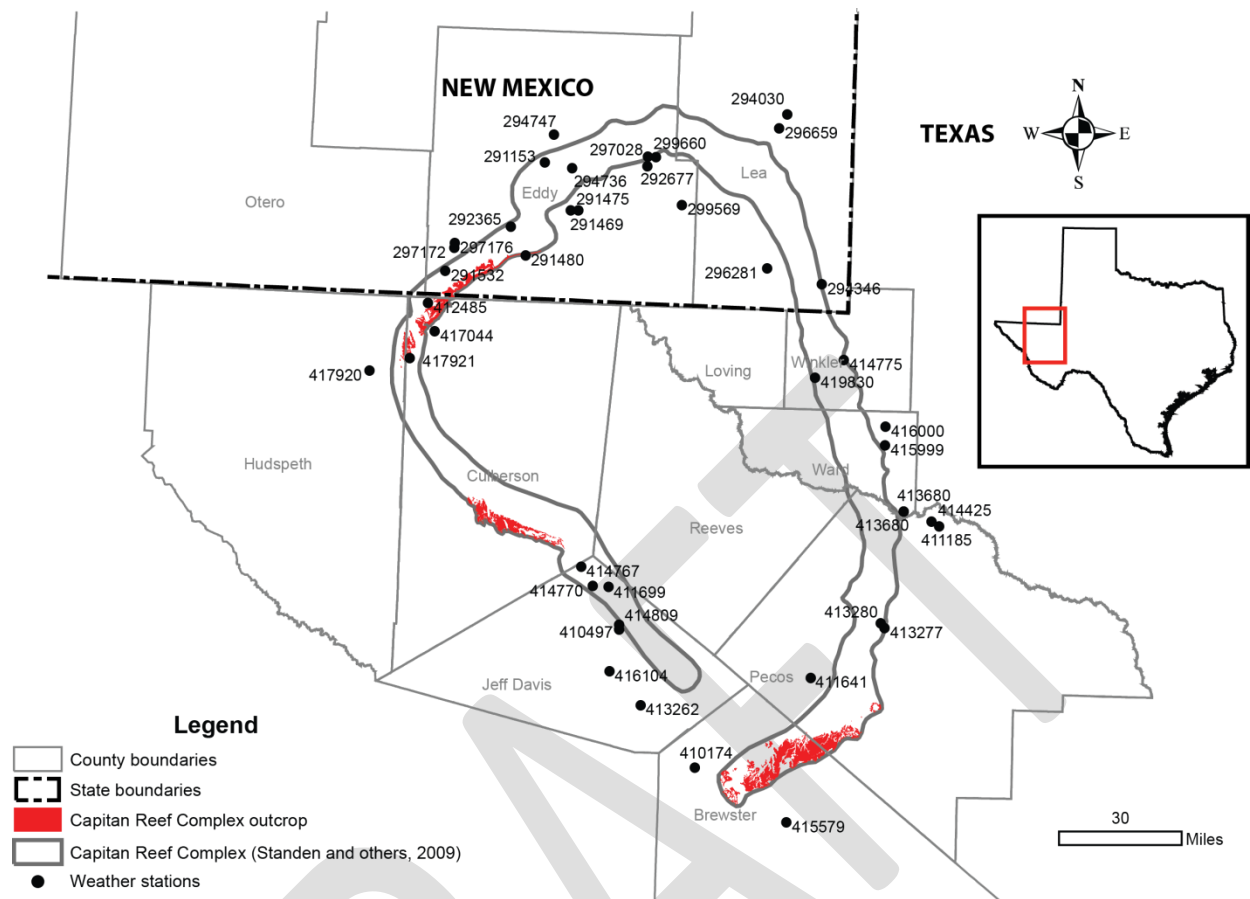 NEW MEXICO
294030
TEXAS
N
W
E
S
294747
296659
297028
299660
291153
294736
292677
Lea
Eddy
291475
Otero
299569
292365
291469
297172
297176
291480
296281
291532
294346
412485
417044
414775
Loving
Winkler
417921
417920
419830
416000
415999
Hudspeth
Culberson
Ward
413680
414425
413680
411185
Reeves
414767
414770
411699
414809
413280
413277
410497
Pecos
411641
416104
Jeff Davis
413262
410174
Brewster
415579
Legend
County boundaries
State boundaries
Capitan Reef Complex outcrop
Capitan Reef Complex (Standen and others, 2009)
Weather stations
30
Miles
DRAFT